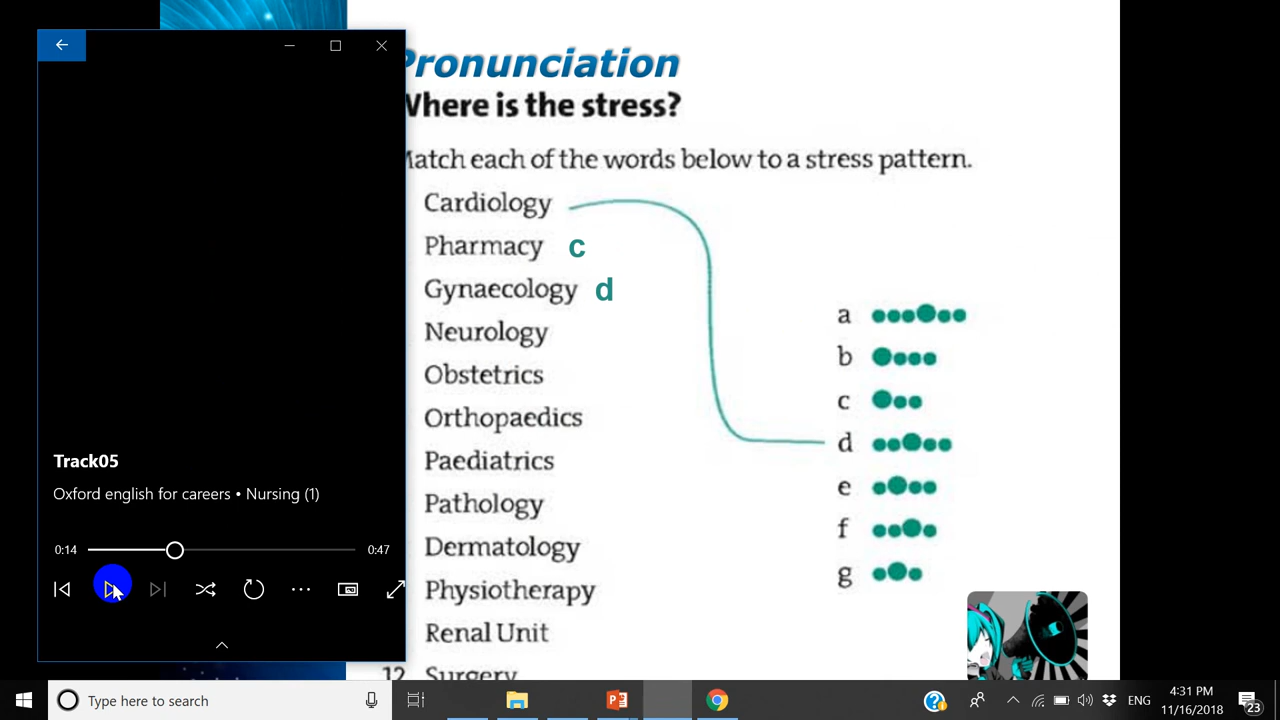 Pronunciation
Where is the stress?
Match each of the words below to a stress pattern.
Cardiology
Pharmacy c
Gynaecology d
Neurology
Obstetrics
Orthopaedics
Paediatrics
Pathology
Dermatology
Physiotherapy
Renal Unit
12 Surgery
a
b
c
d
e
f
g
Track05
Oxford english for careers • Nursing (1)
0:14
0:47
Type here to search
ENG
4:31 PM
11/16/2018
23